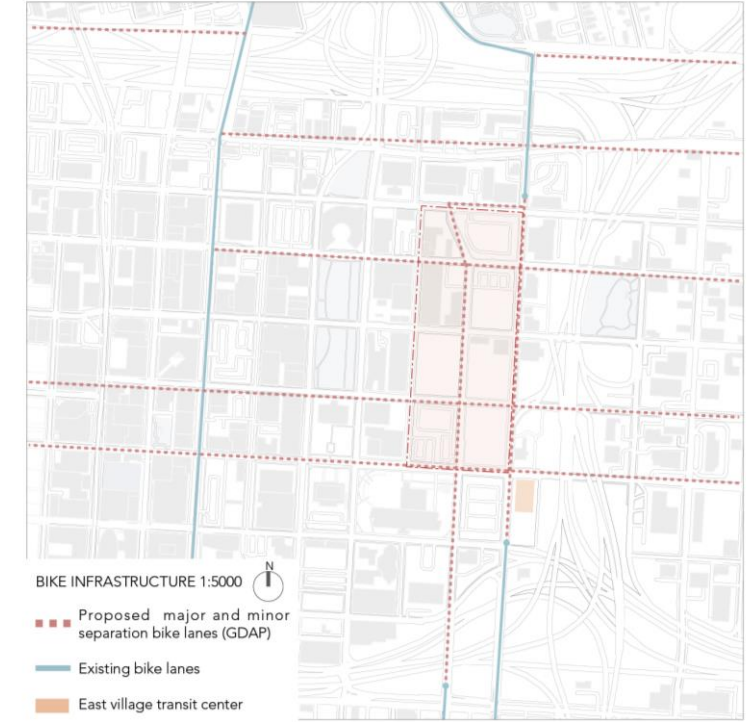 N
BIKE INFRASTRUCTURE 1:5000
Proposed major and minor
separation bike lanes (GDAP)
Existing bike lanes
East village transit center